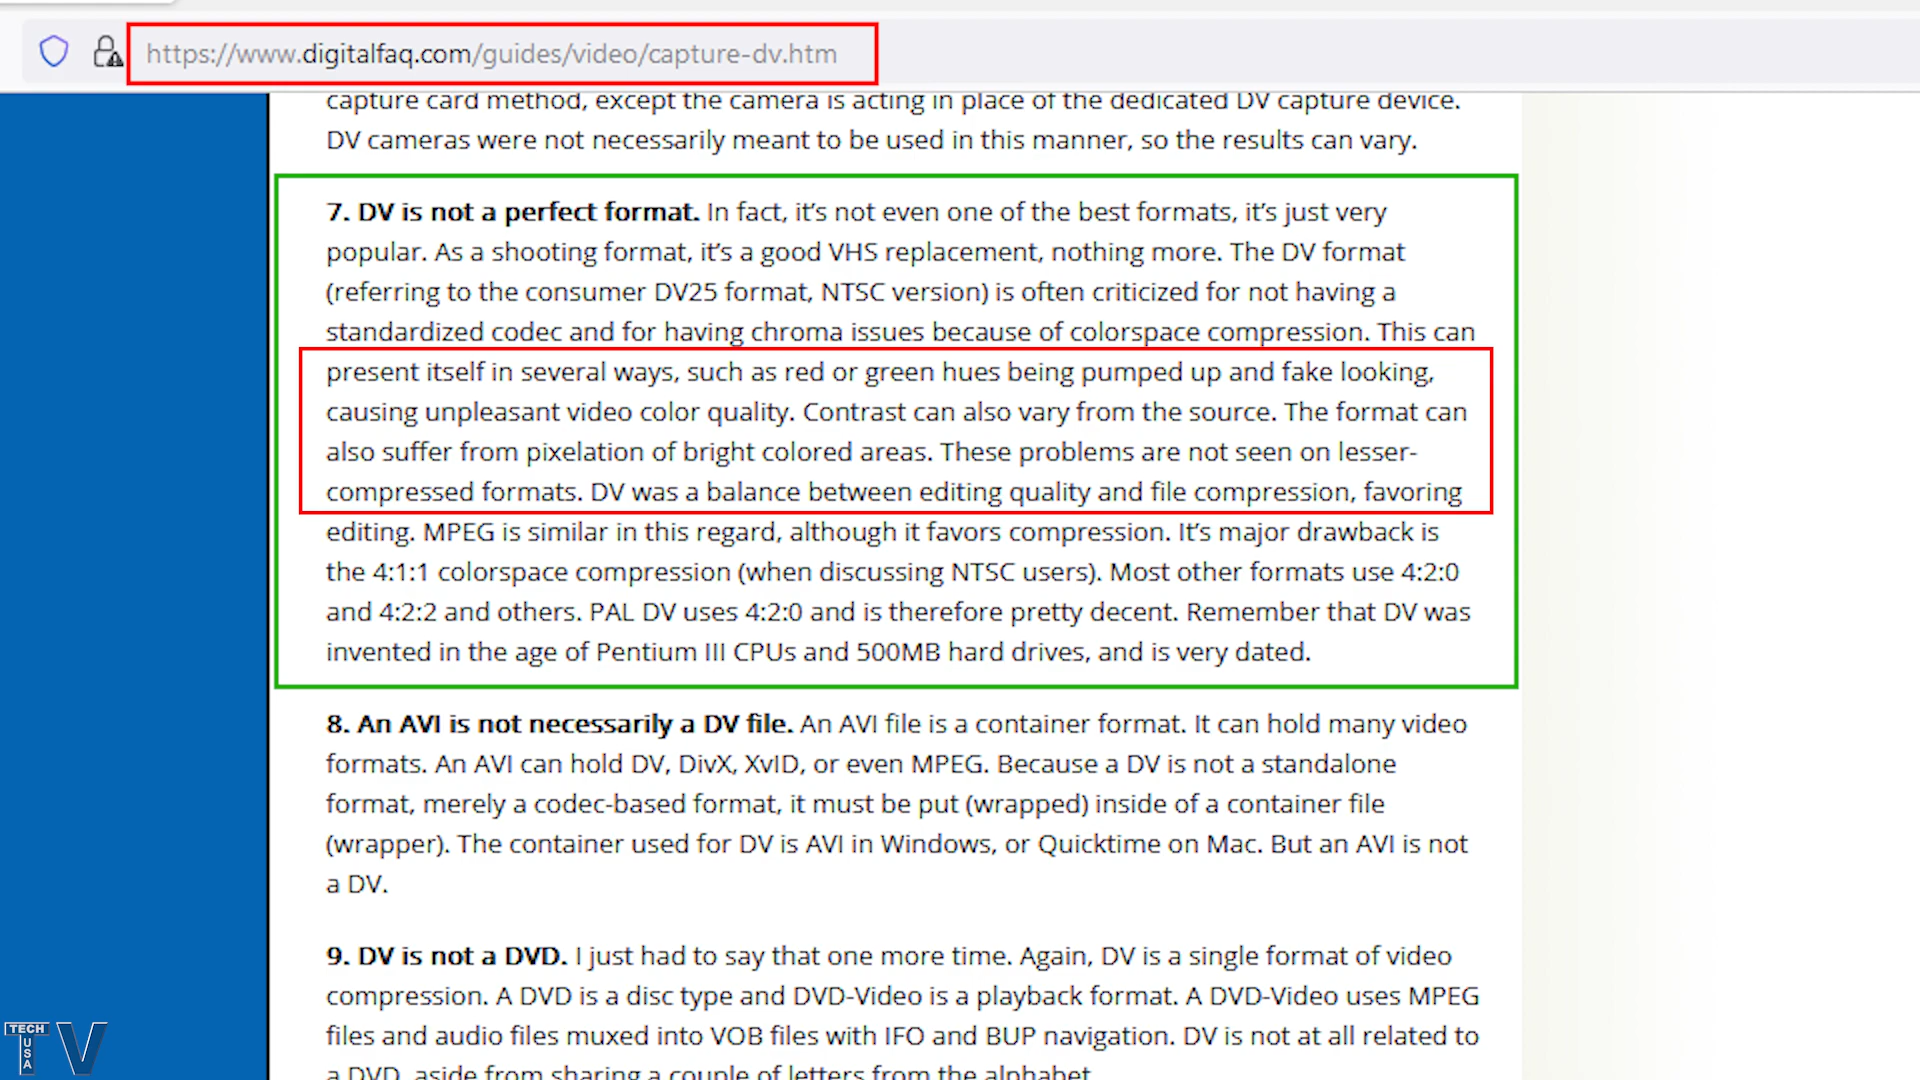 https://www.digitalfaq.com/guides/video/capture-dv.htm
capture card method, except the camera is acting in place of the dedicated DV capture device.
DV cameras were not necessarily meant to be used in this manner, so the results can vary.
7. DV is not a perfect format. In fact, it’s not even one of the best formats, it’s just very
popular. As a shooting format, it’s a good VHS replacement, nothing more. The DV format
(referring to the consumer DV25 format, NTSC version) is often criticized for not having a
standardized codec and for having chroma issues because of colorspace compression. This can
present itself in several ways, such as red or green hues being pumped up and fake looking,
causing unpleasant video color quality. Contrast can also vary from the source. The format can
also suffer from pixelation of bright colored areas. These problems are not seen on lesser-
compressed formats. DV was a balance between editing quality and file compression, favoring
editing. MPEG is similar in this regard, although it favors compression. It’s major drawback is
the 4:1:1 colorspace compression (when discussing NTSC users). Most other formats use 4:2:0
and 4:2:2 and others. PAL DV uses 4:2:0 and is therefore pretty decent. Remember that DV was
invented in the age of Pentium III CPUs and 500MB hard drives, and is very dated.
8. An AVI is not necessarily a DV file. An AVI file is a container format. It can hold many video
formats. An AVI can hold DV, DivX, XvID, or even MPEG. Because a DV is not a standalone
format, merely a codec-based format, it must be put (wrapped) inside of a container file
(wrapper). The container used for DV is AVI in Windows, or Quicktime on Mac. But an AVI is not
a DV.
9. DV is not a DVD. I just had to say that one more time. Again, DV is a single format of video
compression. A DVD is a disc type and DVD-Video is a playback format. A DVD-Video uses MPEG
files and audio files muxed into VOB files with IFO and BUP navigation. DV is not at all related to
a DVD, aside from sharing a couple of letters from the alphabet.
TECH
USA
TV